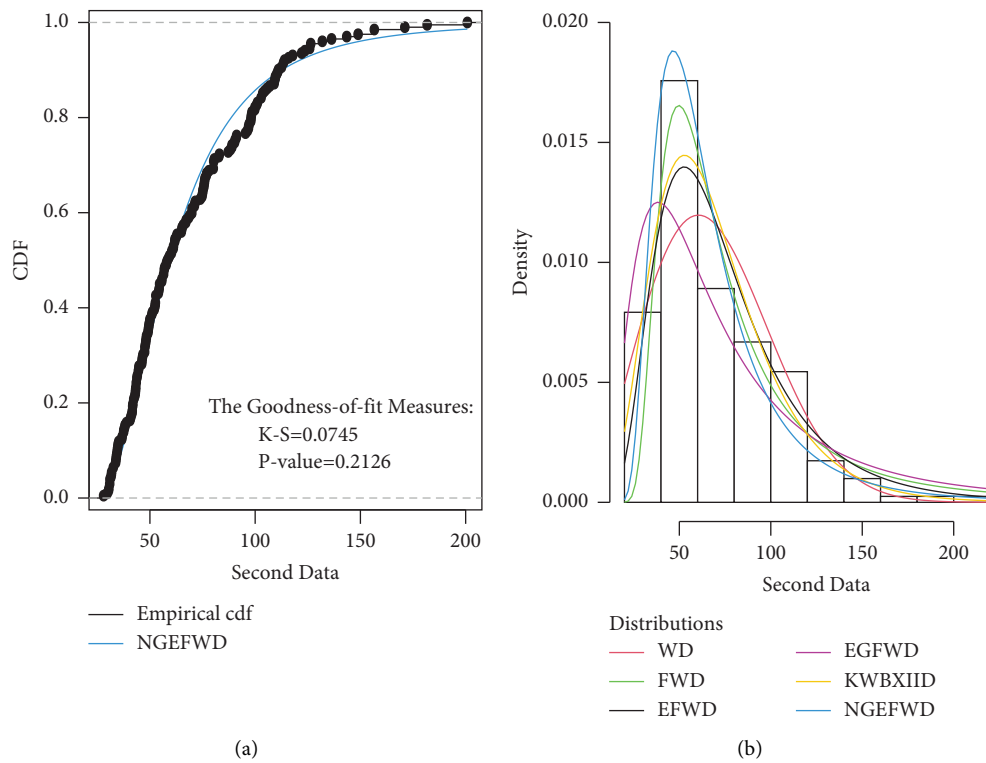 1.0
0.8
0.6
0.4
0.2
0.0
CDF
The Goodness-of-fit Measures:
K-S=0.0745
P-value=0.2126
50 100 150 200
Second Data
Empirical cdf
NGEFWD
(a)
0.020
0.015
0.010
0.005
0.000
Density
50 100 150 200
Second Data
Distributions
WD EGFWD
FWD KWBXIID
EFWD NGEFWD
(b)